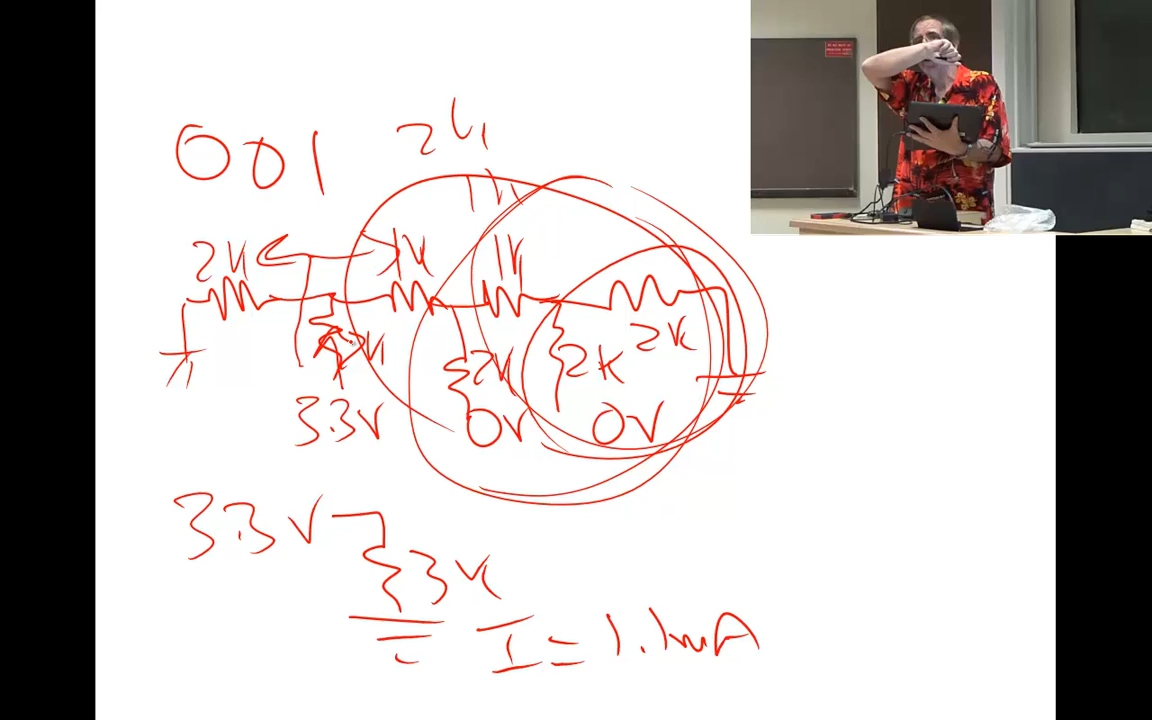 001 2k
1k
2k 1k 1k
2k 2k 2k 2k
3.3V 0V 0V
3.3V
3k
I = 1.1mA